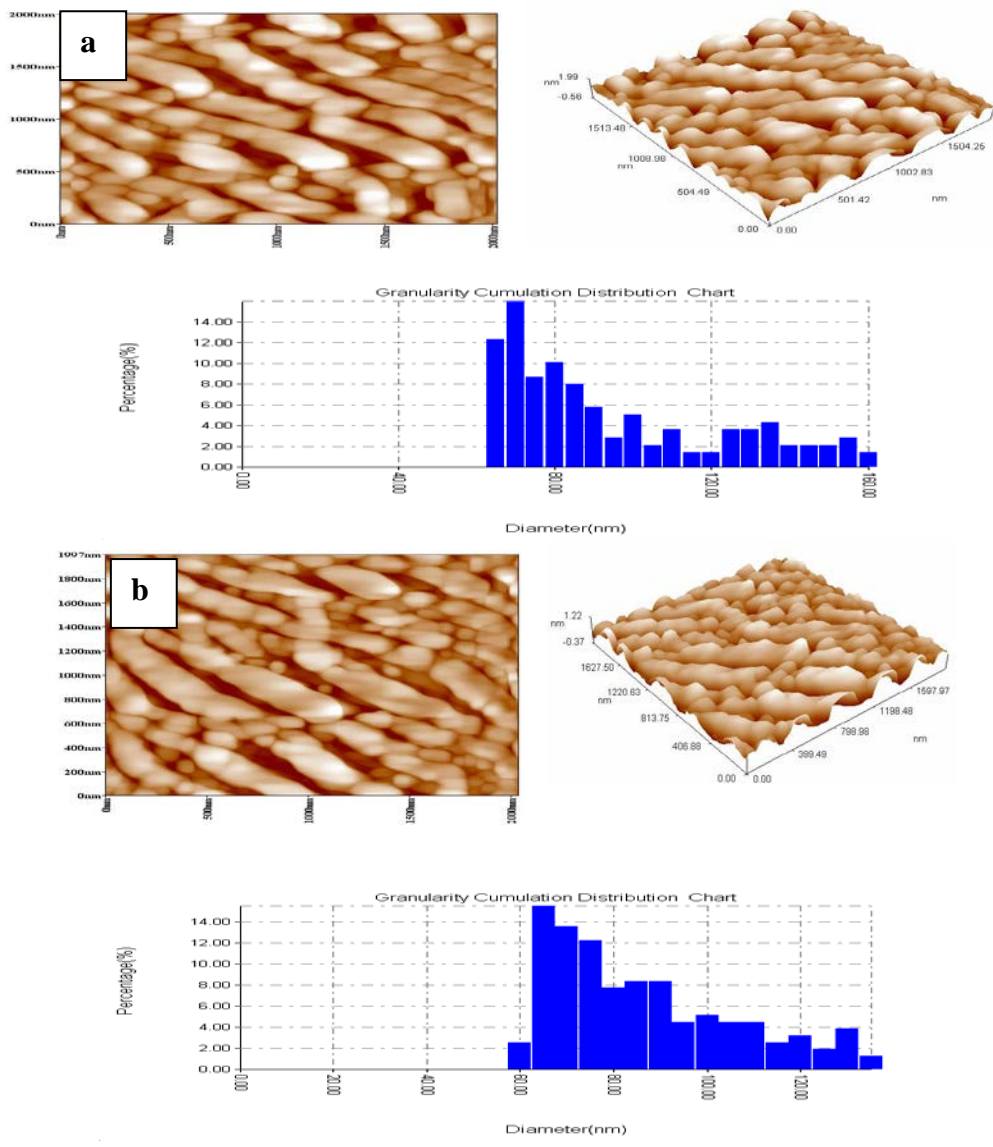 a
2000nm
1500nm
1000nm
500nm
0nm
0nm
500nm
1000nm
1500nm
2000nm
nm 1.99
-0.56
1513.48
1008.98
nm
504.49
0.00
0.00
501.42
1002.83
1504.25
nm
Granularity Cumulation Distribution Chart
Percentage(%)
14.00
12.00
10.00
8.00
6.00
4.00
2.00
0.00
0.00
40.00
80.00
120.00
160.00
Diameter(nm)
b
1997nm
1800nm
1600nm
1400nm
1200nm
1000nm
800nm
600nm
400nm
200nm
0nm
0nm
500nm
1000nm
1500nm
2000nm
1.22
nm
-0.37
1627.50
1220.63
nm
813.75
406.88
0.00
0.00
399.49
798.98
1198.48
1597.97
nm
Granularity Cumulation Distribution Chart
Percentage(%)
14.00
12.00
10.00
8.00
6.00
4.00
2.00
0.00
0.00
20.00
40.00
60.00
80.00
100.00
120.00
Diameter(nm)